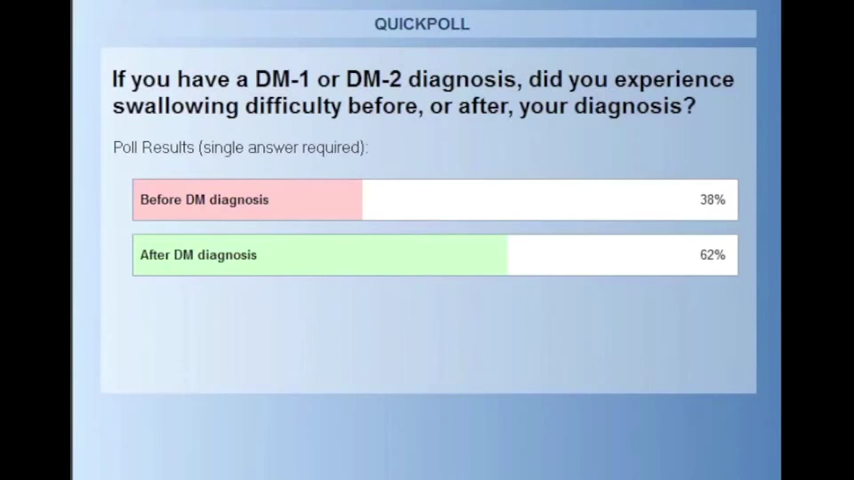 QUICKPOLL
If you have a DM-1 or DM-2 diagnosis, did you experience
swallowing difficulty before, or after, your diagnosis?
Poll Results (single answer required):
Before DM diagnosis 38%
After DM diagnosis 62%